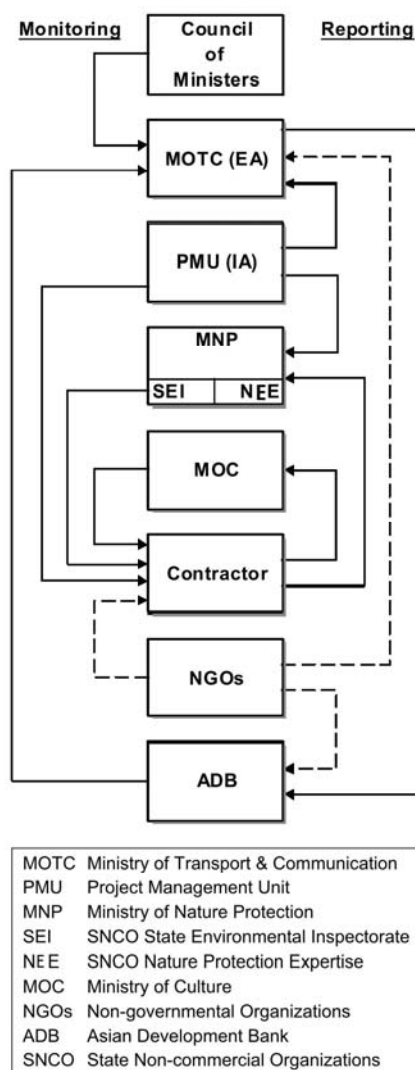 Monitoring
Reporting
Council
of
Ministers
MOTC (EA)
PMU (IA)
MNP
SEI
NEE
MOC
Contractor
NGOs
ADB
MOTC Ministry of Transport & Communication
PMU Project Management Unit
MNP Ministry of Nature Protection
SEI SNCO State Environmental Inspectorate
NEE SNCO Nature Protection Expertise
MOC Ministry of Culture
NGOs Non-governmental Organizations
ADB Asian Development Bank
SNCO State Non-commercial Organizations